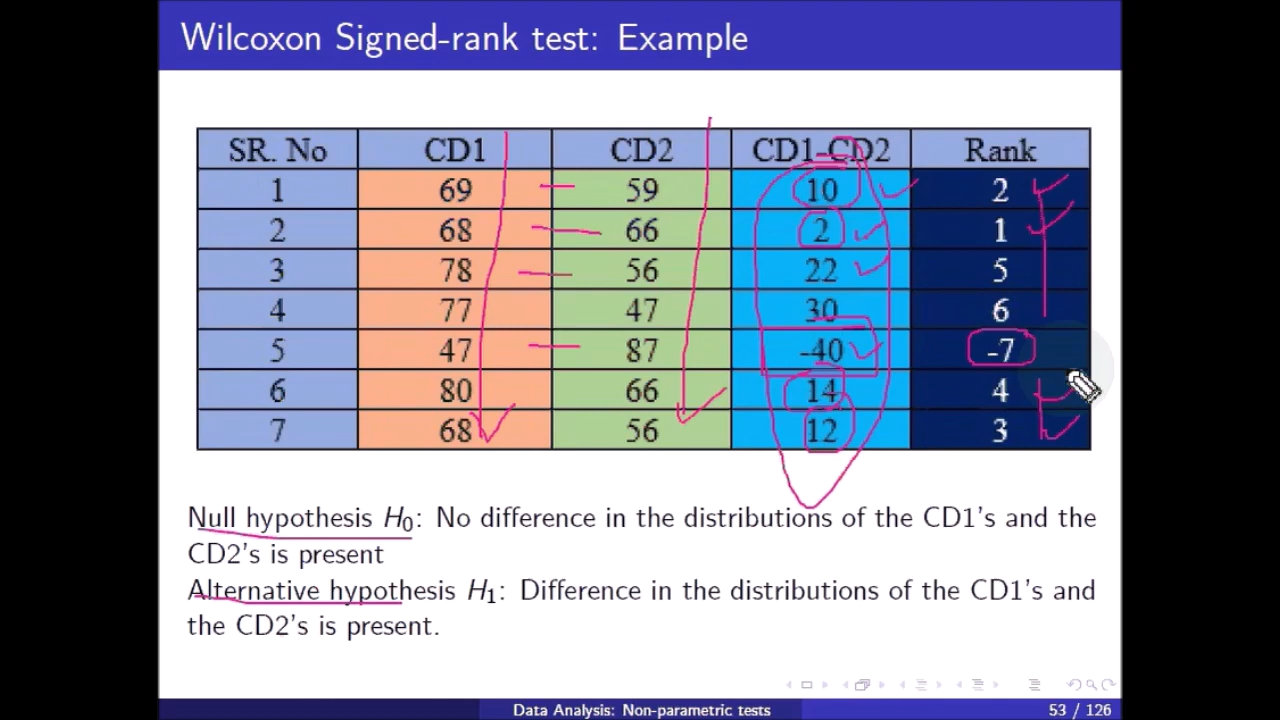 Wilcoxon Signed-rank test: Example
SR. No CD1 CD2 CD1-CD2 Rank
1 69 59 10 2
2 68 66 2 1
3 78 56 22 5
4 77 47 30 6
5 47 87 -40 -7
6 80 66 14 4
7 68 56 12 3
Null hypothesis H₀: No difference in the distributions of the CD1's and the
CD2's is present
Alternative hypothesis H₁: Difference in the distributions of the CD1's and
the CD2's is present.
Data Analysis: Non-parametric tests 53 / 126